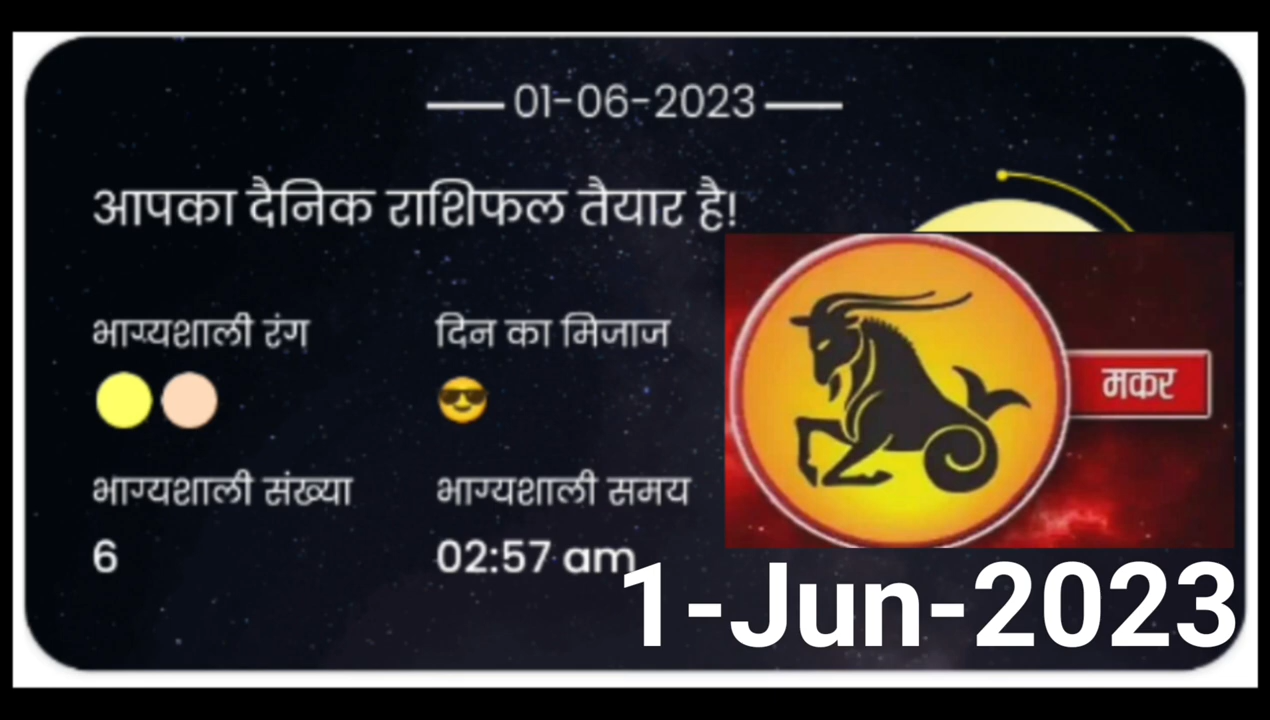 01-06-2023
आपका दैनिक राशिफल तैयार है!
भाग्यशाली रंग
दिन का मिजाज
मकर
भाग्यशाली संख्या
भाग्यशाली समय
6
02:57 am
1-Jun-2023